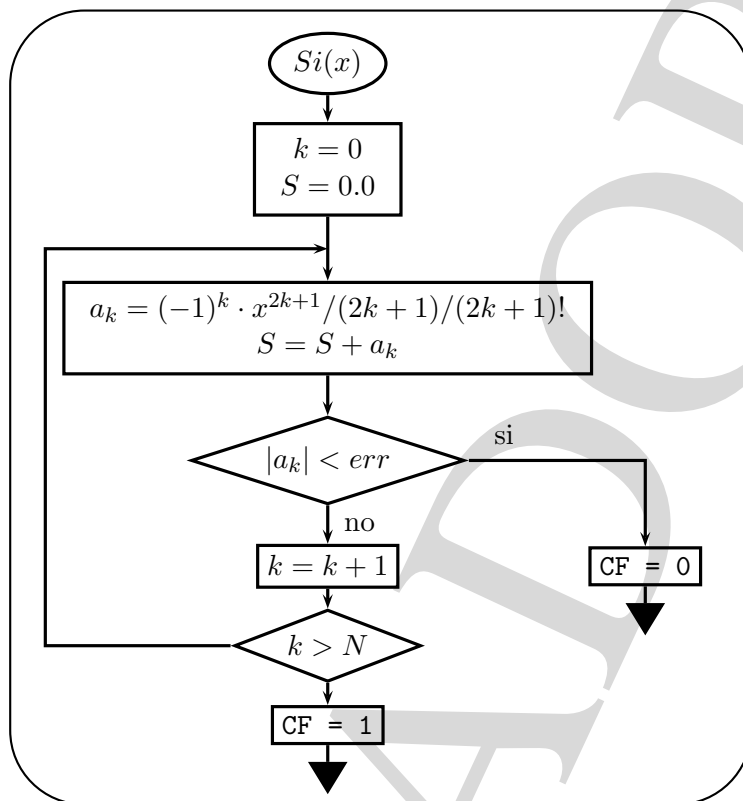 Si(x)
k = 0
S = 0.0
a_k = (−1)^k · x^{2k+1}/(2k + 1)/(2k + 1)!
S = S + a_k
|a_k| < err
si
no
k = k + 1
CF = 0
k > N
CF = 1